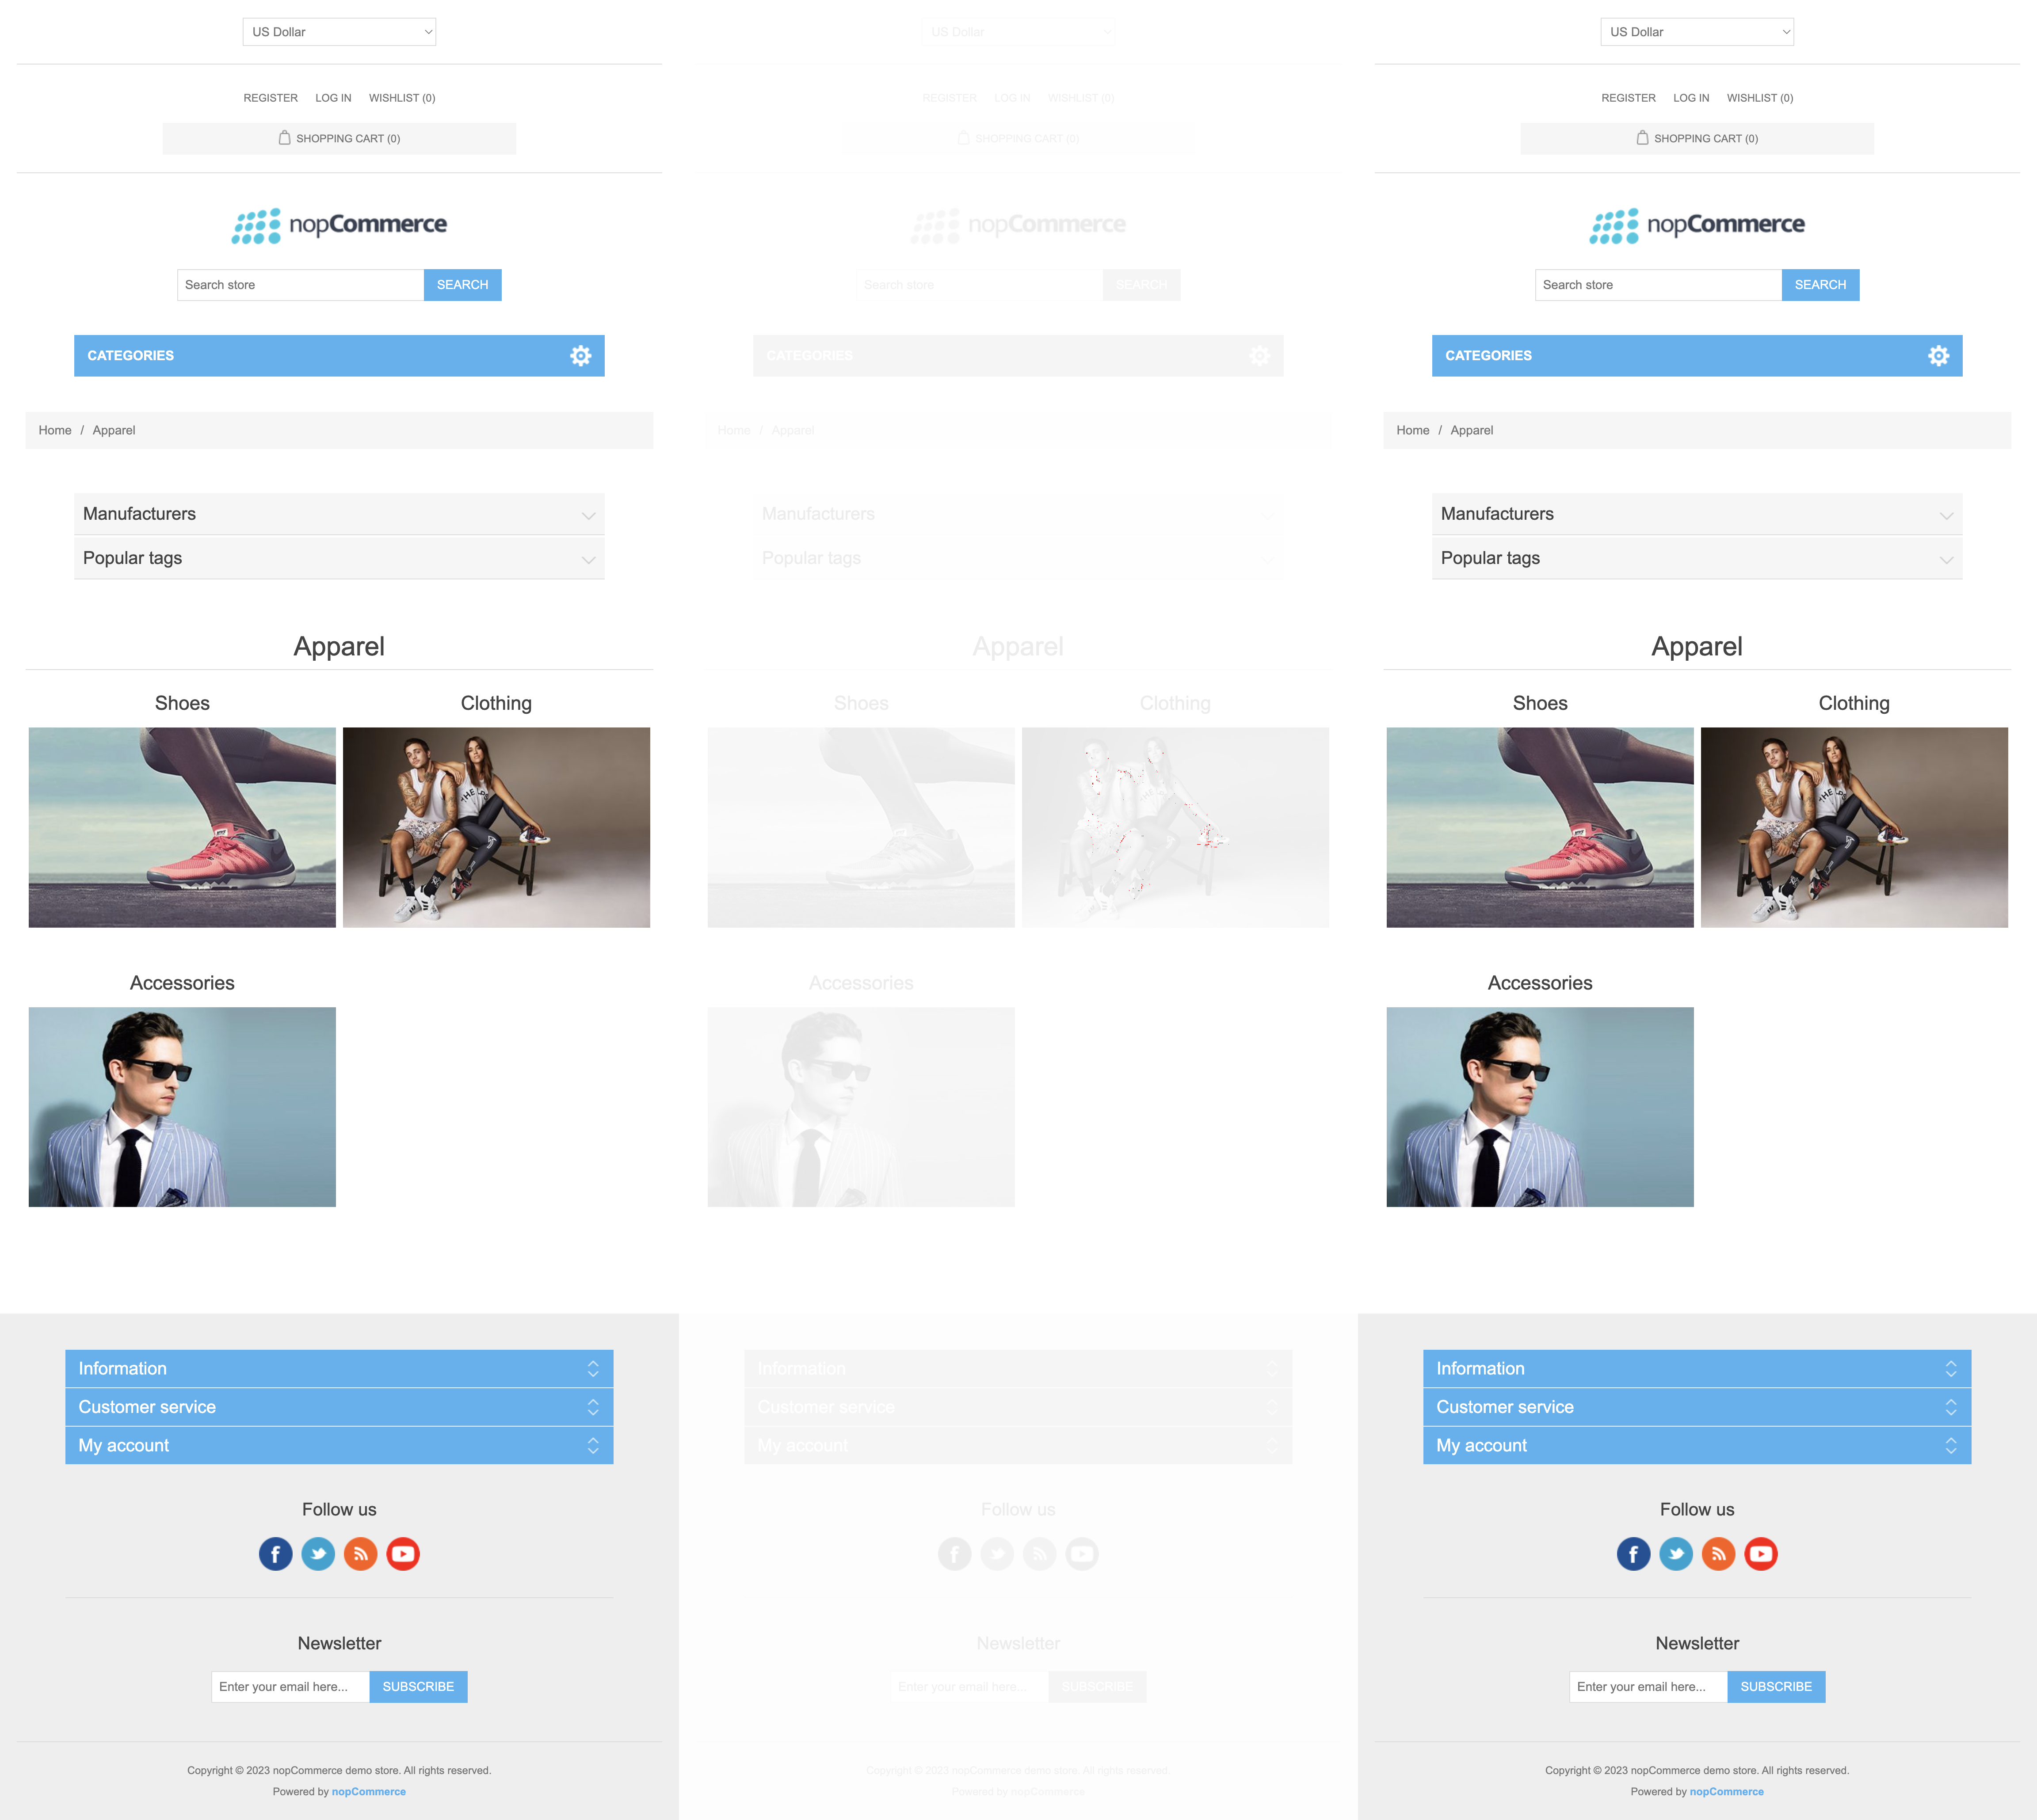 US Dollar
REGISTER LOG IN WISHLIST (0)
SHOPPING CART (0)
nopCommerce
Search store SEARCH
CATEGORIES
Home / Apparel
Manufacturers
Popular tags
Apparel
Shoes Clothing
Accessories
Information
Customer service
My account
Follow us
Newsletter
Enter your email here... SUBSCRIBE
Copyright © 2023 nopCommerce demo store. All rights reserved.
Powered by nopCommerce
US Dollar
REGISTER LOG IN WISHLIST (0)
SHOPPING CART (0)
nopCommerce
Search store SEARCH
CATEGORIES
Home / Apparel
Manufacturers
Popular tags
Apparel
Shoes Clothing
Accessories
Information
Customer service
My account
Follow us
Newsletter
Enter your email here... SUBSCRIBE
Copyright © 2023 nopCommerce demo store. All rights reserved.
Powered by nopCommerce
US Dollar
REGISTER LOG IN WISHLIST (0)
SHOPPING CART (0)
nopCommerce
Search store SEARCH
CATEGORIES
Home / Apparel
Manufacturers
Popular tags
Apparel
Shoes Clothing
Accessories
Information
Customer service
My account
Follow us
Newsletter
Enter your email here... SUBSCRIBE
Copyright © 2023 nopCommerce demo store. All rights reserved.
Powered by nopCommerce